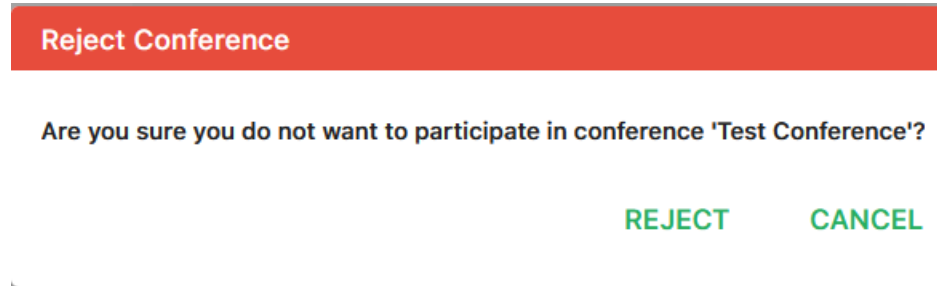 Reject Conference
Are you sure you do not want to participate in conference 'Test Conference'?
REJECT CANCEL